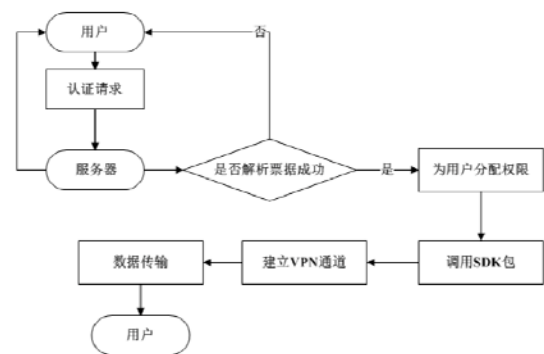 用户
否
认证请求
服务器
是否解析票据成功
是
为用户分配权限
数据传输
建立VPN通道
调用SDK包
用户